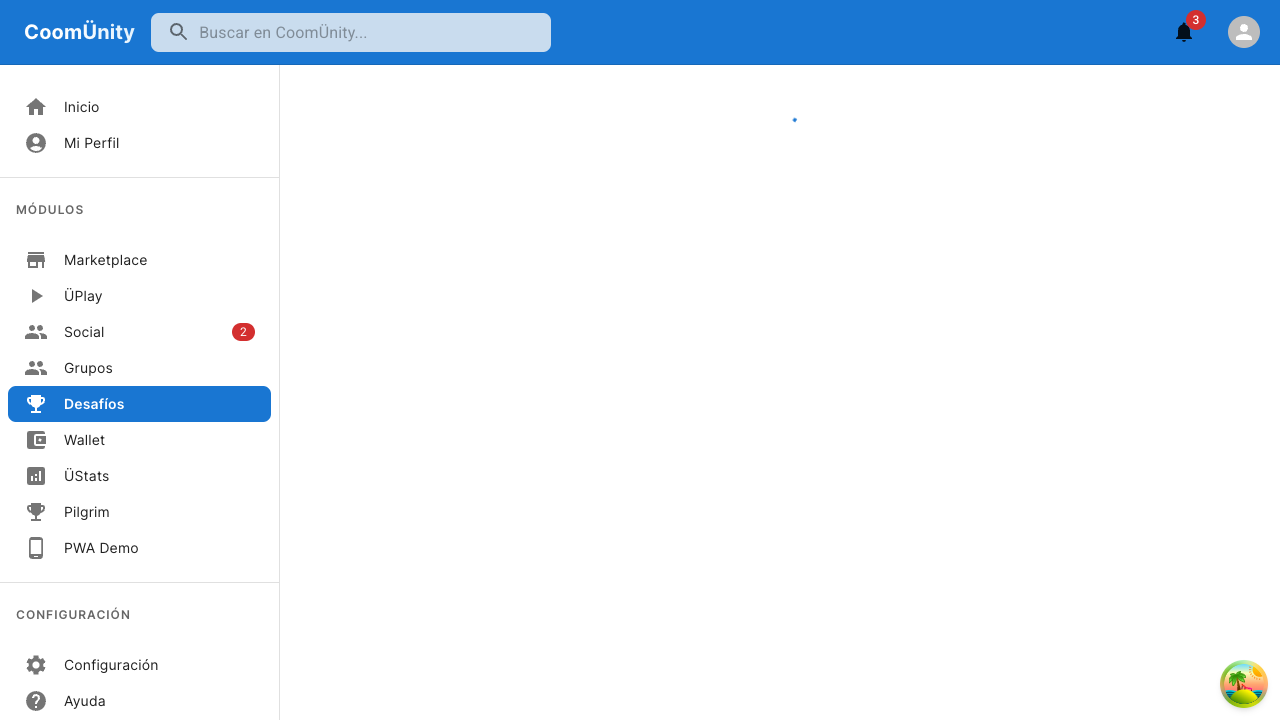 CoomÜnity
Buscar en CoomÜnity...
3
Inicio
Mi Perfil
MÓDULOS
Marketplace
ÜPlay
Social
2
Grupos
Desafíos
Wallet
ÜStats
Pilgrim
PWA Demo
CONFIGURACIÓN
Configuración
Ayuda